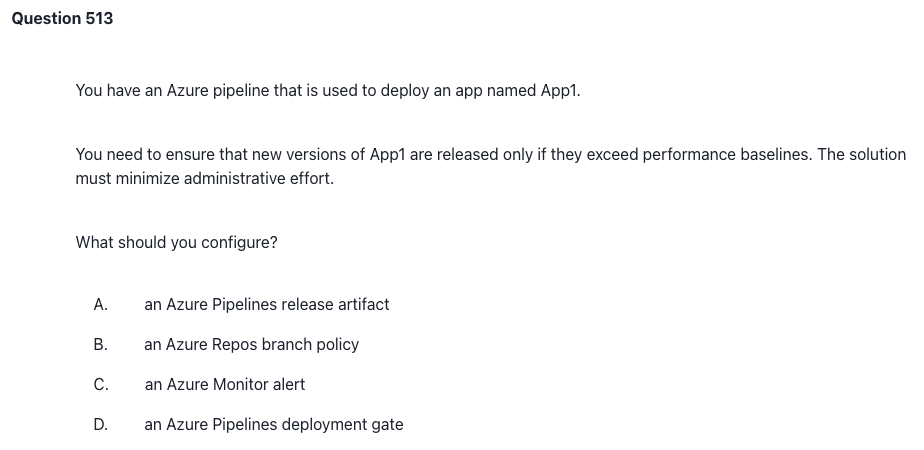 Question 513
You have an Azure pipeline that is used to deploy an app named App1.
You need to ensure that new versions of App1 are released only if they exceed performance baselines. The solution
must minimize administrative effort.
What should you configure?
A. an Azure Pipelines release artifact
B. an Azure Repos branch policy
C. an Azure Monitor alert
D. an Azure Pipelines deployment gate